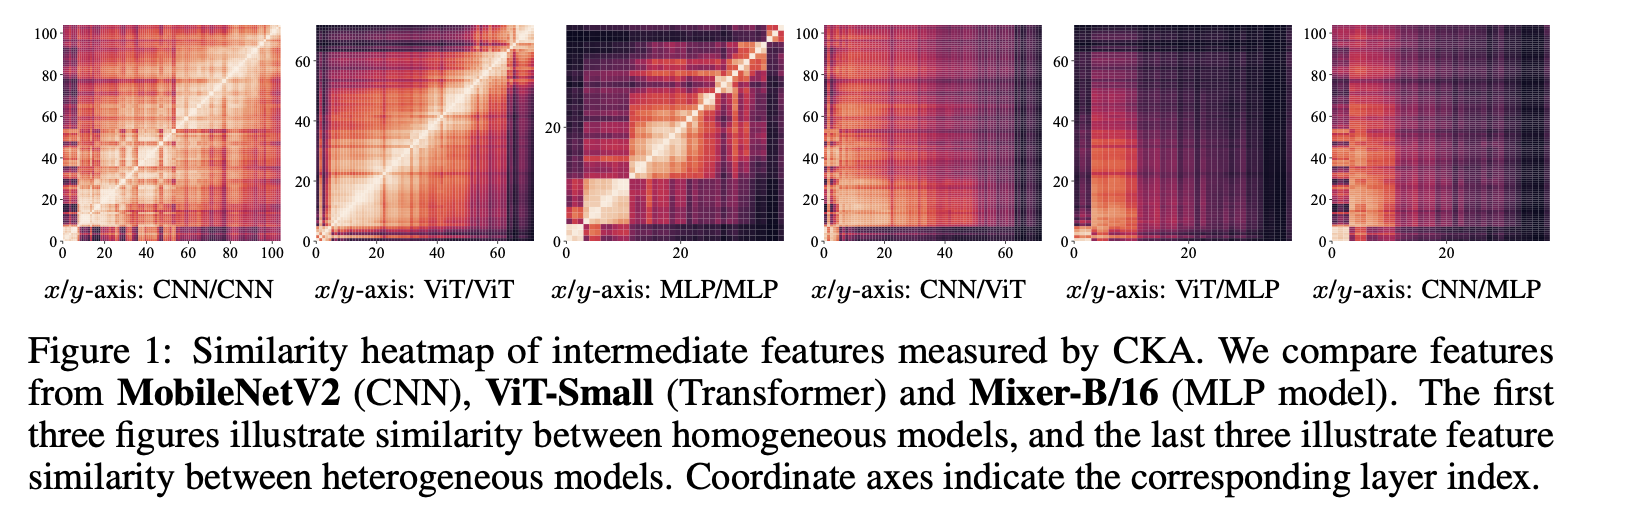 100
80
60
40
20
0
0 20 40 60 80 100
x/y-axis: CNN/CNN
60
40
20
0
0 20 40 60
x/y-axis: ViT/ViT
20
0
0 20
x/y-axis: MLP/MLP
100
80
60
40
20
0
0 20 40 60
x/y-axis: CNN/ViT
60
40
20
0
0 20
x/y-axis: ViT/MLP
100
80
60
40
20
0
0 20
x/y-axis: CNN/MLP
Figure 1: Similarity heatmap of intermediate features measured by CKA. We compare features
from MobileNetV2 (CNN), ViT-Small (Transformer) and Mixer-B/16 (MLP model). The first
three figures illustrate similarity between homogeneous models, and the last three illustrate feature
similarity between heterogeneous models. Coordinate axes indicate the corresponding layer index.